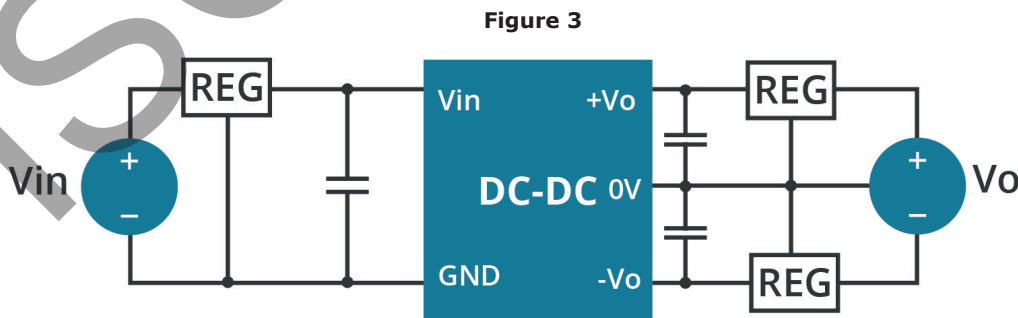 Figure 3
REG
REG
Vin
+Vo
+
+
Vin
DC-DC
0V
Vo
−
−
GND
-Vo
REG